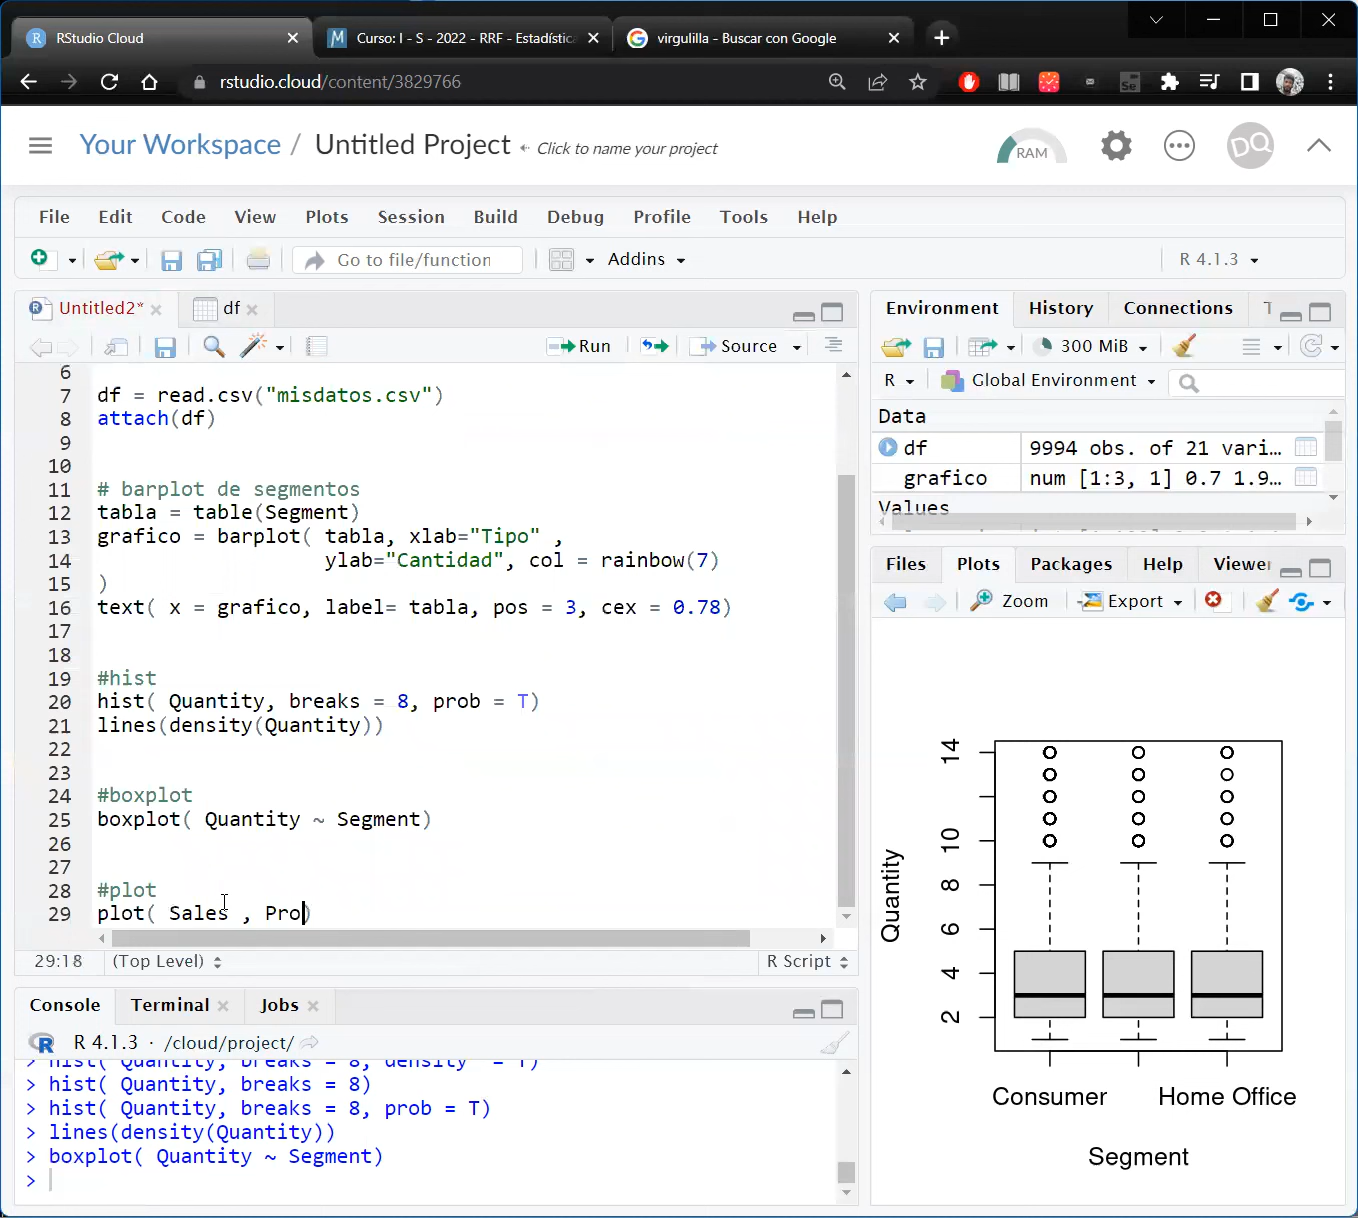 RStudio Cloud
Curso: I - S - 2022 - RRF - Estadístic
virgulilla - Buscar con Google
rstudio.cloud/content/3829766
Your Workspace / Untitled Project
Click to name your project
RAM
DQ
File Edit Code View Plots Session Build Debug Profile Tools Help
Go to file/function
Addins
R 4.1.3
Untitled2*
df
Run
Source
6
7 df = read.csv("misdatos.csv")
8 attach(df)
9
10
11 # barplot de segmentos
12 tabla = table(Segment)
13 grafico = barplot( tabla, xlab="Tipo" ,
14 ylab="Cantidad", col = rainbow(7)
15 )
16 text( x = grafico, label= tabla, pos = 3, cex = 0.78)
17
18
19 #hist
20 hist( Quantity, breaks = 8, prob = T)
21 lines(density(Quantity))
22
23
24 #boxplot
25 boxplot( Quantity ~ Segment)
26
27
28 #plot
29 plot( Sales , Pro)
29:18 (Top Level)
R Script
Console Terminal Jobs
R 4.1.3 · /cloud/project/
> hist( Quantity, breaks = 8, density = T)
> hist( Quantity, breaks = 8)
> hist( Quantity, breaks = 8, prob = T)
> lines(density(Quantity))
> boxplot( Quantity ~ Segment)
>
Environment History Connections T
300 MiB
R Global Environment
Data
df 9994 obs. of 21 vari…
grafico num [1:3, 1] 0.7 1.9…
Values
Files Plots Packages Help Viewer
Zoom Export
14
10
8
6
4
2
Quantity
Consumer Home Office
Segment